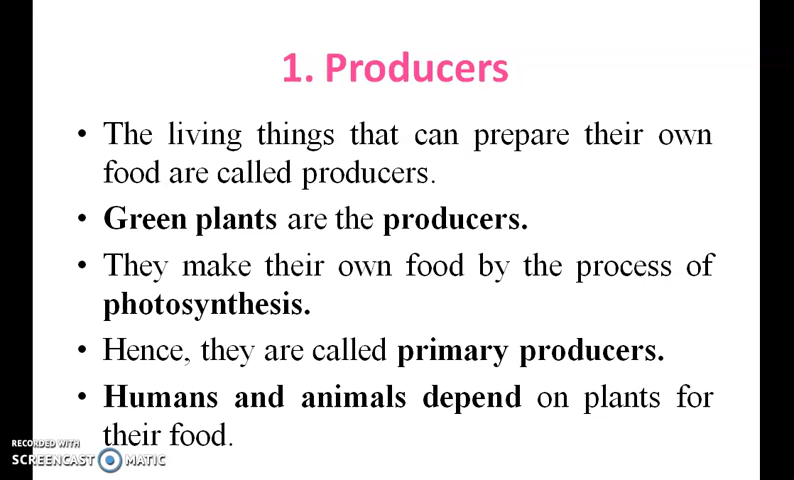 1. Producers
• The living things that can prepare their own
food are called producers.
• Green plants are the producers.
• They make their own food by the process of
photosynthesis.
• Hence, they are called primary producers.
• Humans and animals depend on plants for
their food.
RECORDED WITH
SCREENCAST MATIC